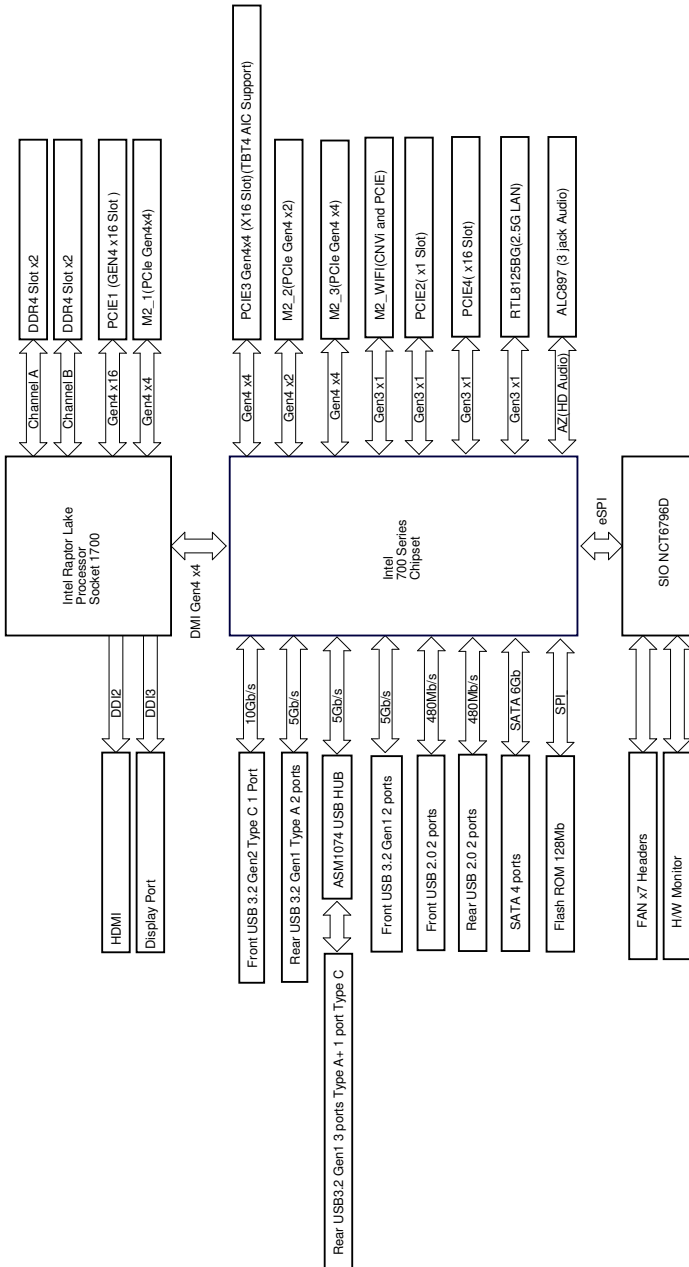 DDR4 Slot x2
DDR4 Slot x2
PCIE1 (GEN4 x16 Slot )
M2_1(PCIe Gen4x4)
Channel A
Channel B
Gen4 x16
Gen4 x4
Intel Raptor Lake
Processor
Socket 1700
DDI2
DDI3
HDMI
Display Port
DMI Gen4 x4
PCIE3 Gen4x4 (X16 Slot)(TBT4 AIC Support)
M2_2(PCIe Gen4 x2)
M2_3(PCIe Gen4 x4)
M2_WIFI(CNVi and PCIE)
PCIE2( x1 Slot)
PCIE4( x16 Slot)
RTL8125BG(2.5G LAN)
ALC897 (3 jack Audio)
Gen4 x4
Gen4 x2
Gen4 x4
Gen3 x1
Gen3 x1
Gen3 x1
Gen3 x1
AZ(HD Audio)
Intel
700 Series
Chipset
10Gb/s
5Gb/s
5Gb/s
5Gb/s
480Mb/s
480Mb/s
SATA 6Gb
SPI_
Front USB 3.2 Gen2 Type C 1 Port
Rear USB 3.2 Gen1 Type A 2 ports
ASM1074 USB HUB
Front USB 3.2 Gen1 2 ports
Front USB 2.0 2 ports
Rear USB 2.0 2 ports
SATA 4 ports
Flash ROM 128Mb
Rear USB3.2 Gen1 3 ports Type A+ 1 port Type C
eSPI
SIO NCT6796D
FAN x7 Headers
H/W Monitor